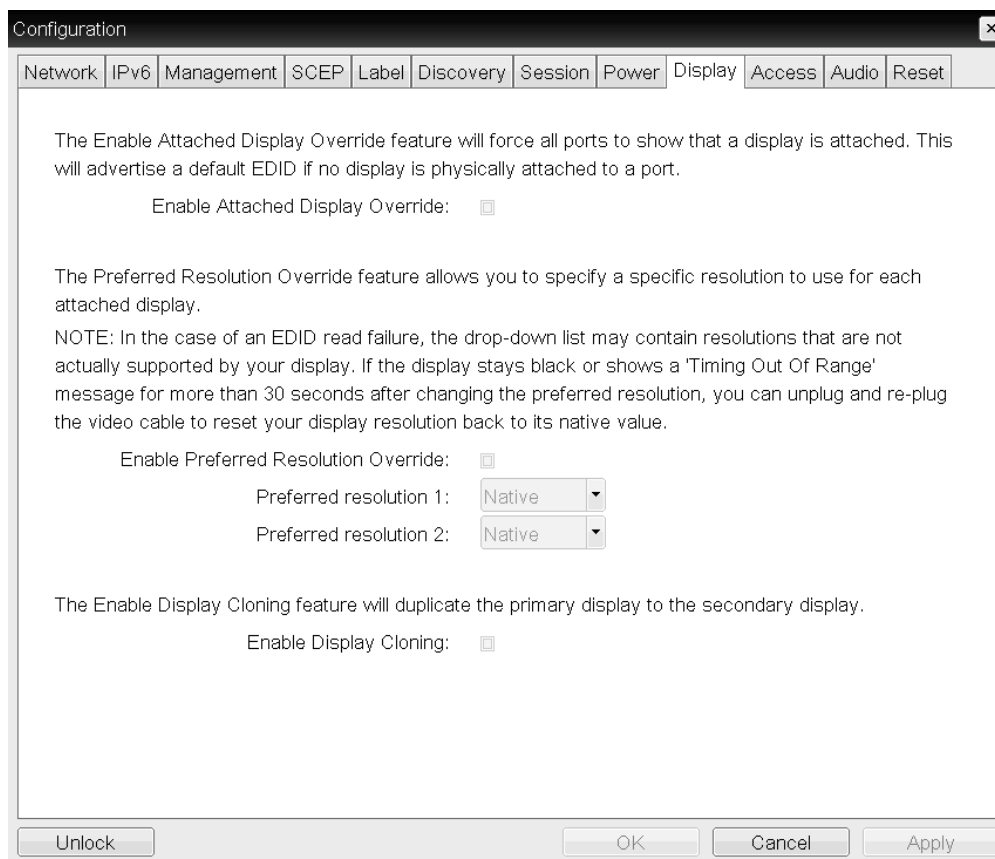 Configuration
Network IPv6 Management SCEP Label Discovery Session Power Display Access Audio Reset
The Enable Attached Display Override feature will force all ports to show that a display is attached. This
will advertise a default EDID if no display is physically attached to a port.
Enable Attached Display Override:
The Preferred Resolution Override feature allows you to specify a specific resolution to use for each
attached display.
NOTE: In the case of an EDID read failure, the drop-down list may contain resolutions that are not
actually supported by your display. If the display stays black or shows a 'Timing Out Of Range'
message for more than 30 seconds after changing the preferred resolution, you can unplug and re-plug
the video cable to reset your display resolution back to its native value.
Enable Preferred Resolution Override:
Preferred resolution 1: Native
Preferred resolution 2: Native
The Enable Display Cloning feature will duplicate the primary display to the secondary display.
Enable Display Cloning:
Unlock OK Cancel Apply